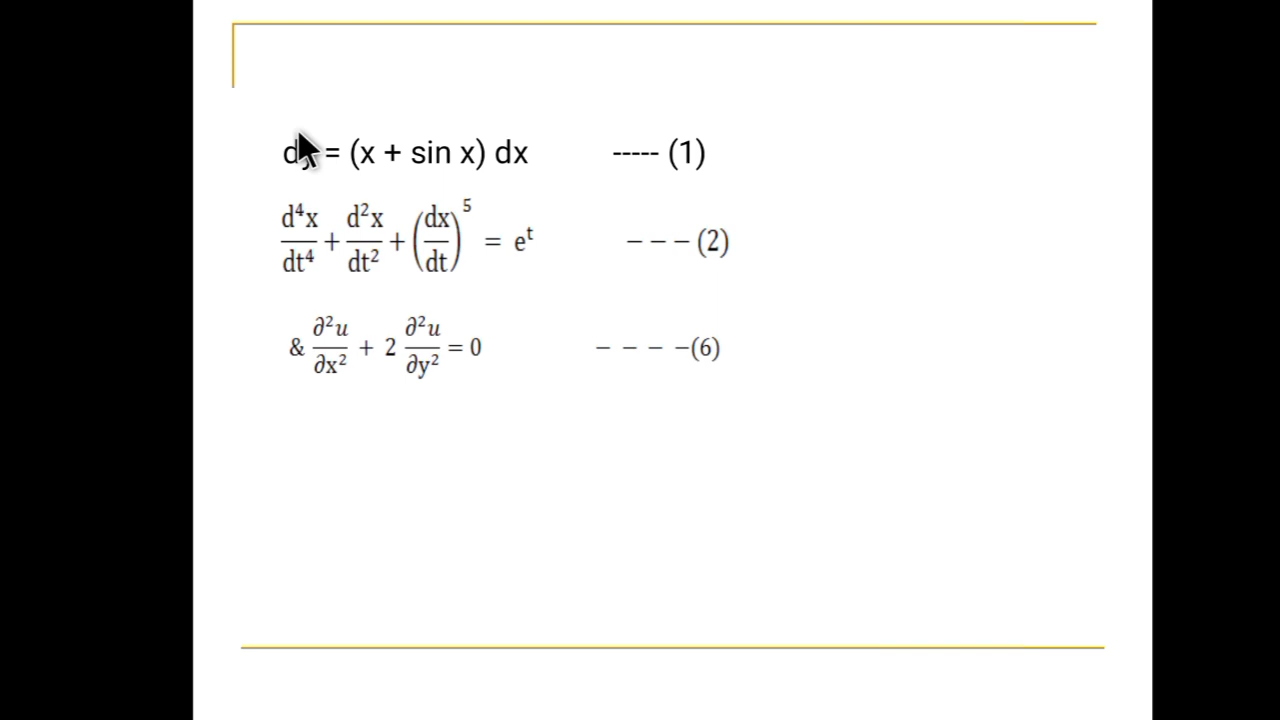 dy = (x + sin x) dx ----- (1)
d⁴x/dt⁴ + d²x/dt² + (dx/dt)⁵ = eᵗ − − − (2)
& ∂²u/∂x² + 2 ∂²u/∂y² = 0 − − − −(6)